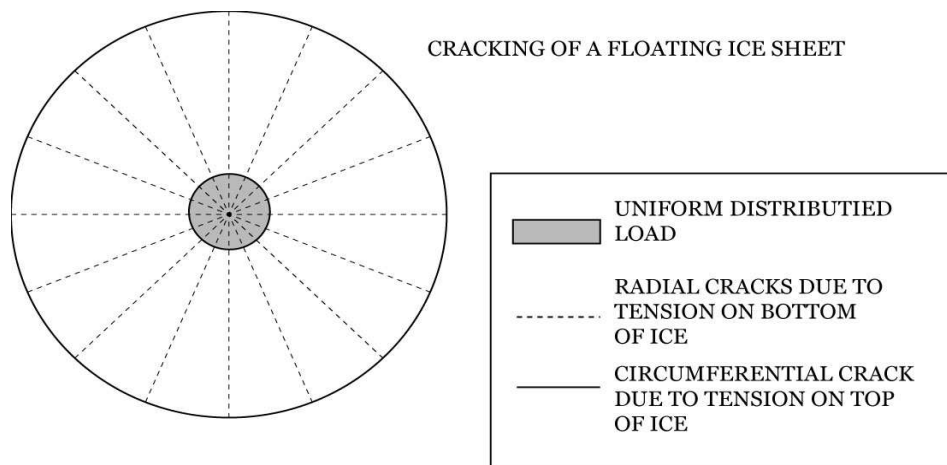 CRACKING OF A FLOATING ICE SHEET
UNIFORM DISTRIBUTIED
LOAD
RADIAL CRACKS DUE TO
TENSION ON BOTTOM
OF ICE
CIRCUMFERENTIAL CRACK
DUE TO TENSION ON TOP
OF ICE